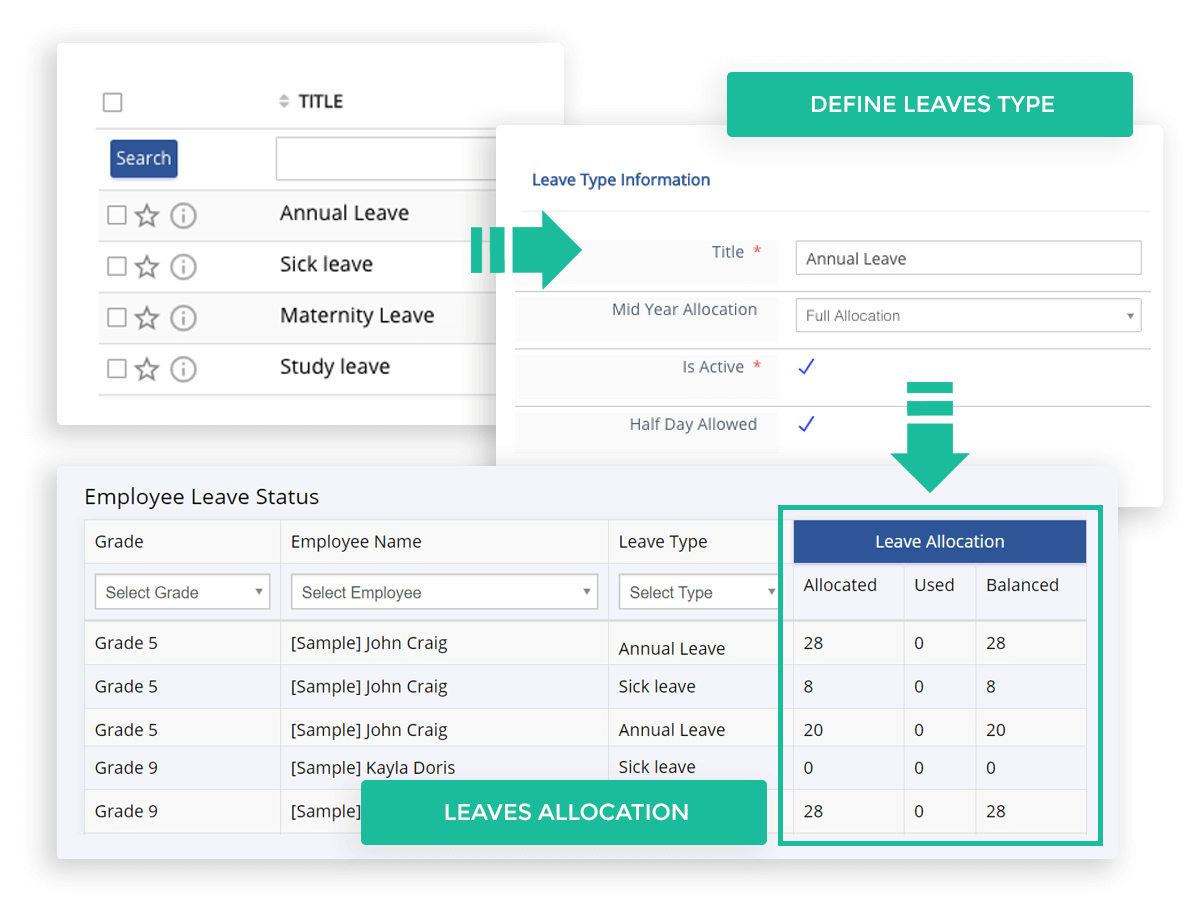 TITLE
Search
Annual Leave
Sick leave
Maternity Leave
Study leave
DEFINE LEAVES TYPE
Leave Type Information
Title *
Annual Leave
Mid Year Allocation
Full Allocation
Is Active *
Half Day Allowed
Employee Leave Status
Grade Employee Name Leave Type Leave Allocation
Select Grade Select Employee Select Type Allocated Used Balanced
Grade 5 [Sample] John Craig Annual Leave 28 0 28
Grade 5 [Sample] John Craig Sick leave 8 0 8
Grade 5 [Sample] John Craig Annual Leave 20 0 20
Grade 9 [Sample] Kayla Doris Sick leave 0 0 0
Grade 9 [Sample] 28 0 28
LEAVES ALLOCATION